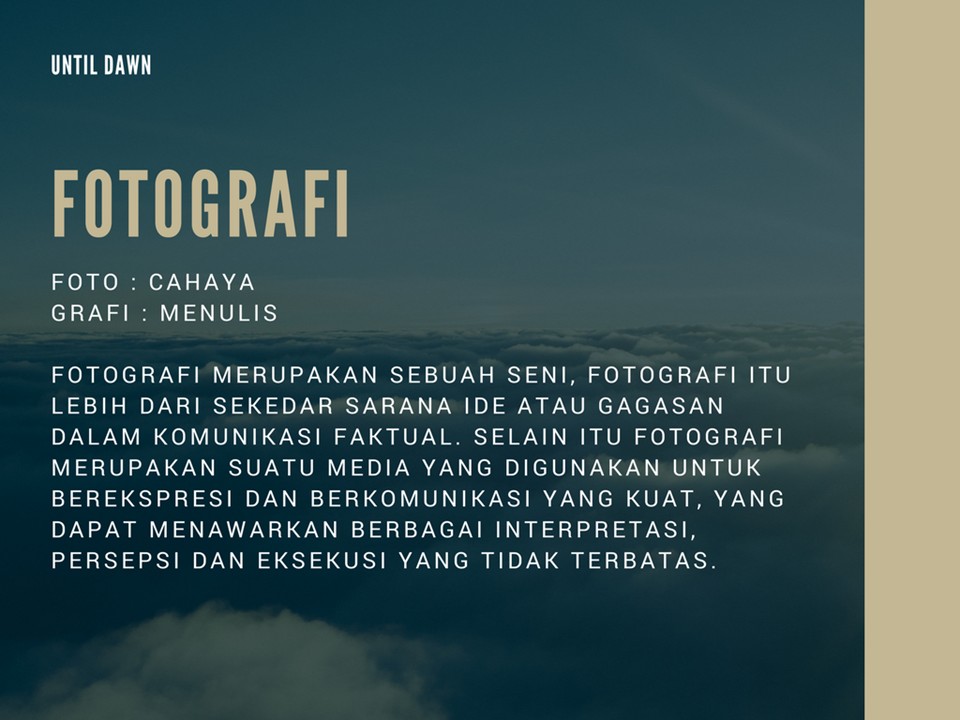 UNTIL DAWN
FOTOGRAFI
FOTO : CAHAYA
GRAFI : MENULIS
FOTOGRAFI MERUPAKAN SEBUAH SENI, FOTOGRAFI ITU
LEBIH DARI SEKEDAR SARANA IDE ATAU GAGASAN
DALAM KOMUNIKASI FAKTUAL. SELAIN ITU FOTOGRAFI
MERUPAKAN SUATU MEDIA YANG DIGUNAKAN UNTUK
BEREKSPRESI DAN BERKOMUNIKASI YANG KUAT, YANG
DAPAT MENAWARKAN BERBAGAI INTERPRETASI,
PERSEPSI DAN EKSEKUSI YANG TIDAK TERBATAS.